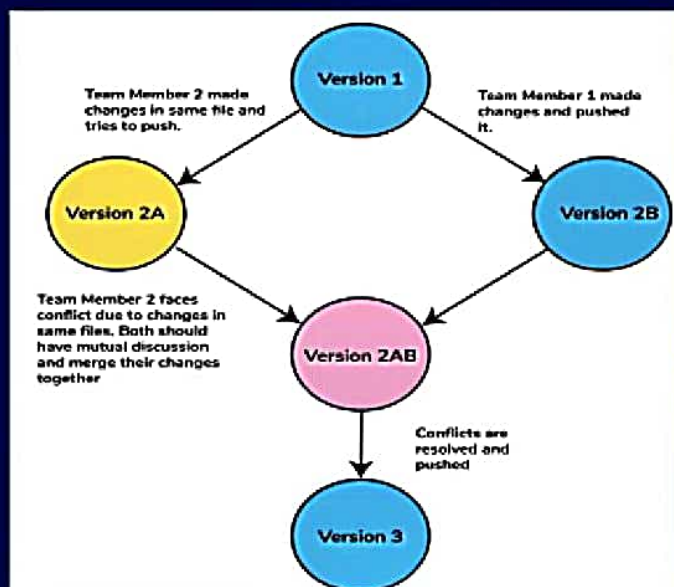 Version 1
Team Member 2 made
changes in same file and
tries to push.
Team Member 1 made
changes and pushed
it.
Version 2A
Version 2B
Team Member 2 faces
conflict due to changes in
same files. Both should
have mutual discussion
and merge their changes
together
Version 2AB
Conflicts are
resolved and
pushed
Version 3